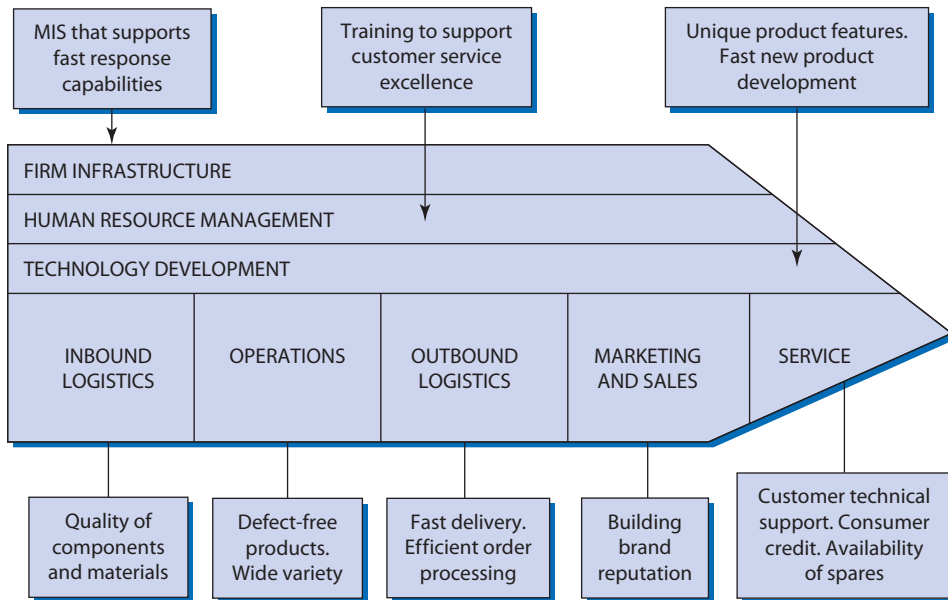 MIS that supports
fast response
capabilities
Training to support
customer service
excellence
Unique product features.
Fast new product
development
FIRM INFRASTRUCTURE
HUMAN RESOURCE MANAGEMENT
TECHNOLOGY DEVELOPMENT
INBOUND
LOGISTICS
OPERATIONS
OUTBOUND
LOGISTICS
MARKETING
AND SALES
SERVICE
Quality of
components
and materials
Defect-free
products.
Wide variety
Fast delivery.
Efficient order
processing
Building
brand
reputation
Customer technical
support. Consumer
credit. Availability
of spares